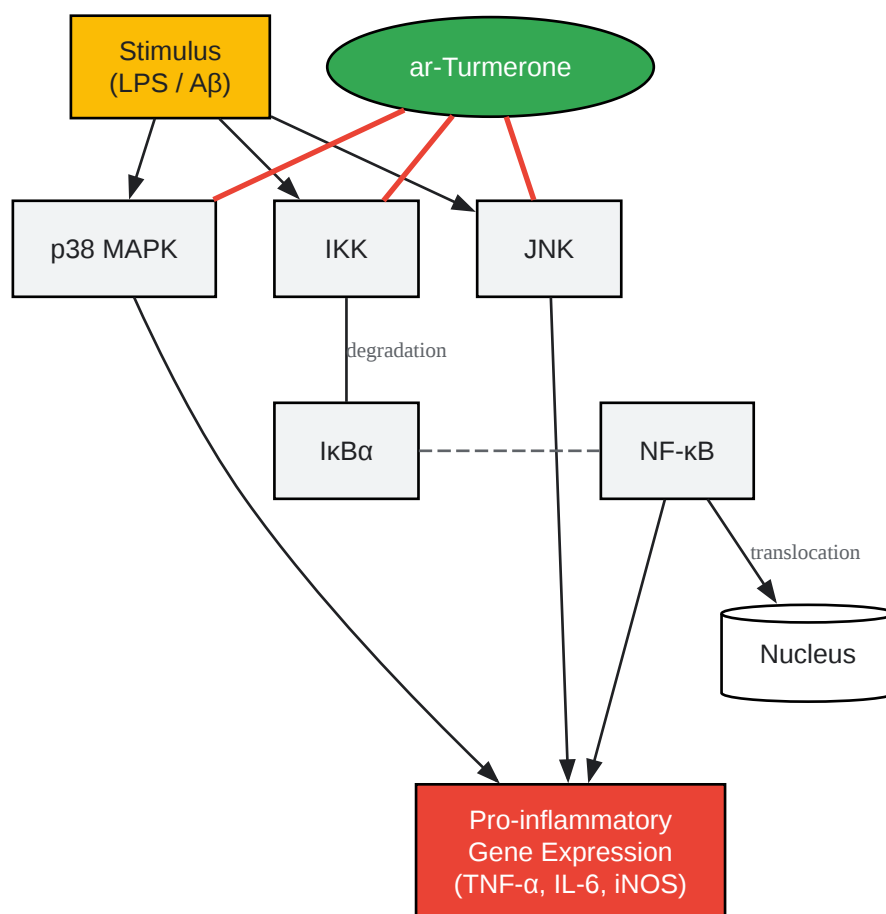 Stimulus
(LPS / Aβ)
ar-Turmerone
p38 MAPK
IKK
JNK
degradation
IκBα
NF-κB
translocation
Nucleus
Pro-inflammatory
Gene Expression
(TNF-α, IL-6, iNOS)